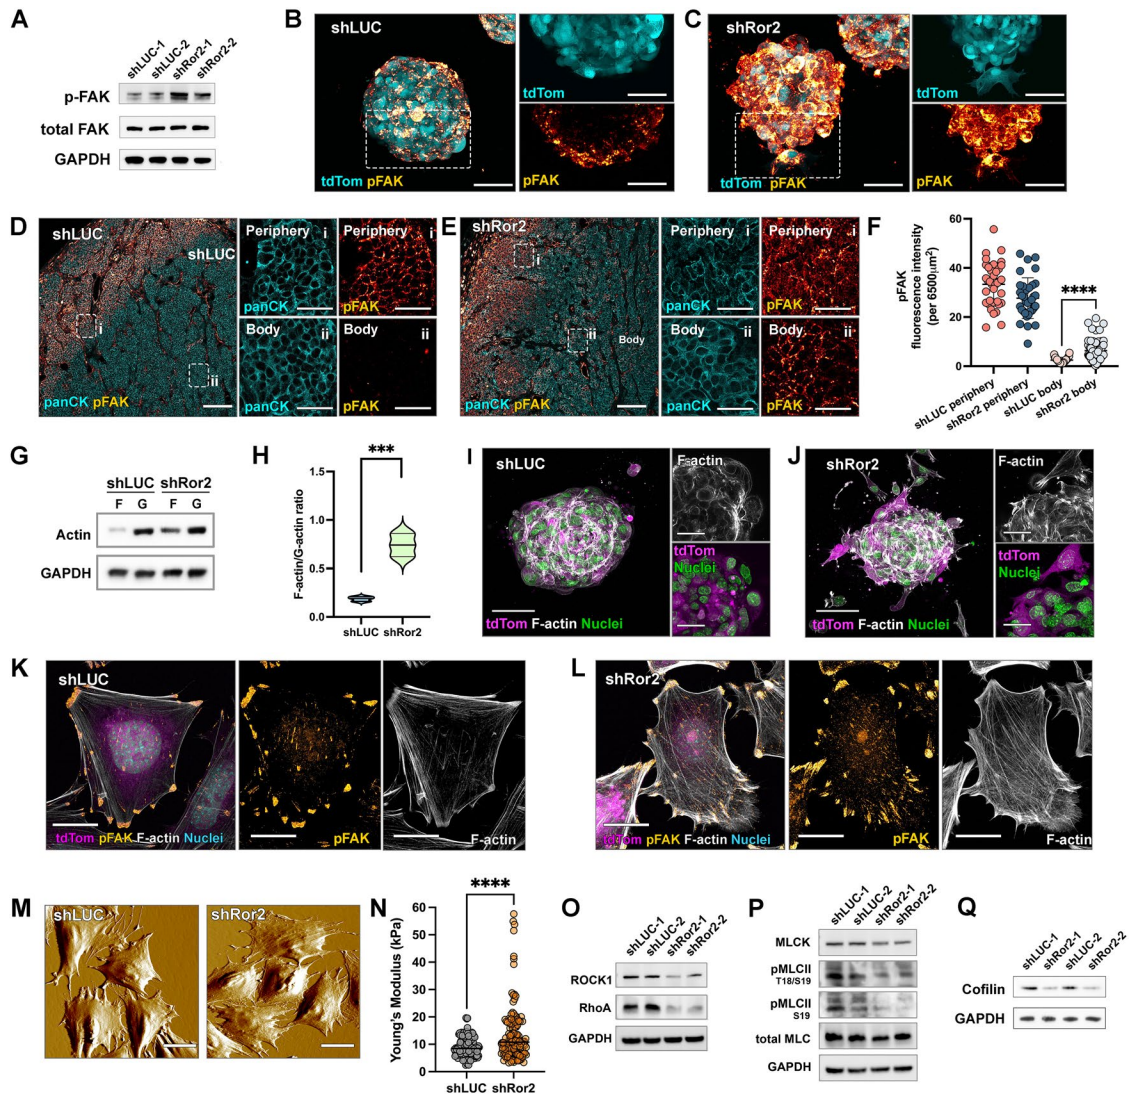 A
shLUC-1
shLUC-2
shRor2-1
shRor2-2
p-FAK
total FAK
GAPDH
B
shLUC
tdTom pFAK
tdTom
pFAK
C
shRor2
tdTom pFAK
tdTom
pFAK
D
shLUC
shLUC
i
ii
panCK pFAK
Periphery i
panCK
i
pFAK
Body ii
panCK
ii
pFAK
E
shRor2
i
ii
Body
panCK pFAK
Periphery i
panCK
Periphery i
pFAK
Body ii
panCK
Body ii
pFAK
F
pFAK
fluorescence intensity
(per 6500µm²)
60
40
20
0
****
shLUC periphery
shRor2 periphery
shLUC body
shRor2 body
G
shLUC shRor2
F G F G
Actin
GAPDH
H
F-actin/G-actin ratio
1.5
1.0
0.5
0.0
***
shLUC shRor2
I
shLUC
tdTom F-actin Nuclei
F-actin
tdTom
Nuclei
J
shRor2
tdTom F-actin Nuclei
F-actin
tdTom
Nuclei
K
shLUC
tdTom pFAK F-actin Nuclei
pFAK
F-actin
L
shRor2
tdTom pFAK F-actin Nuclei
pFAK
F-actin
M
shLUC
shRor2
N
Young's Modulus (kPa)
60
50
40
30
20
10
0
****
shLUC shRor2
O
shLUC-1
shLUC-2
shRor2-1
shRor2-2
ROCK1
RhoA
GAPDH
P
shLUC-1
shLUC-2
shRor2-1
shRor2-2
MLCK
pMLCII
T18/S19
pMLCII
S19
total MLC
GAPDH
Q
shLUC-1
shRor2-1
shLUC-2
shRor2-2
Cofilin
GAPDH